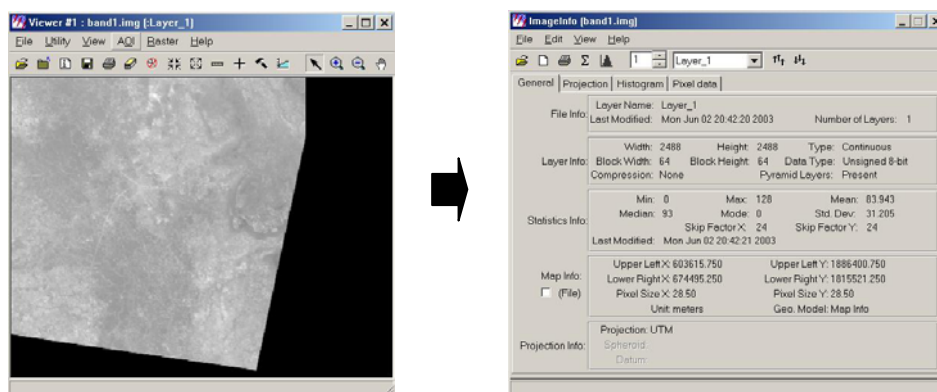 Viewer #1 : band1.img (:Layer_1)
File Utility View AOI Raster Help
ImageInfo (band1.img)
File Edit View Help
1 Layer_1
General Projection Histogram Pixel data
File Info: Layer Name: Layer_1
Last Modified: Mon Jun 02 20:42:20 2003 Number of Layers: 1
Layer Info: Width: 2488 Height: 2488 Type: Continuous
Block Width: 64 Block Height: 64 Data Type: Unsigned 8-bit
Compression: None Pyramid Layers: Present
Statistics Info: Min: 0 Max: 128 Mean: 83.943
Median: 93 Mode: 0 Std. Dev: 31.205
Skip Factor X: 24 Skip Factor Y: 24
Last Modified: Mon Jun 02 20:42:21 2003
Map Info: Upper Left X: 603615.750 Upper Left Y: 1886400.750
Lower Right X: 674495.250 Lower Right Y: 1815521.250
(File) Pixel Size X: 28.50 Pixel Size Y: 28.50
Unit: meters Geo. Model: Map Info
Projection Info: Projection: UTM
Spheroid:
Datum: